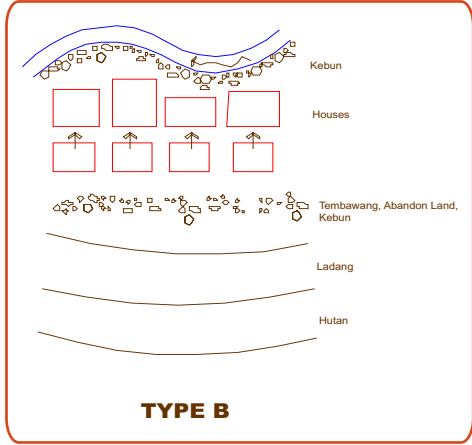 Kebun
Houses
Tembawang, Abandon Land,
Kebun
Ladang
Hutan
TYPE B